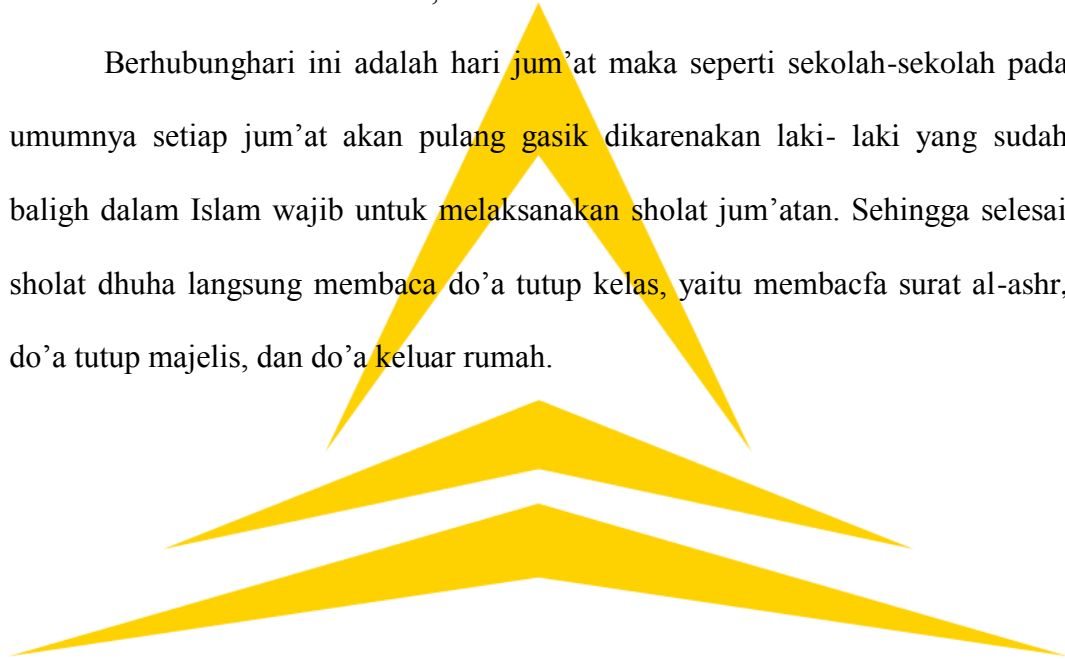 Berhubunghari ini adalah hari jum’at maka seperti sekolah-sekolah pada
umumnya setiap jum’at akan pulang gasik dikarenakan laki- laki yang sudah
baligh dalam Islam wajib untuk melaksanakan sholat jum’atan. Sehingga selesai
sholat dhuha langsung membaca do’a tutup kelas, yaitu membacfa surat al-ashr,
do’a tutup majelis, dan do’a keluar rumah.